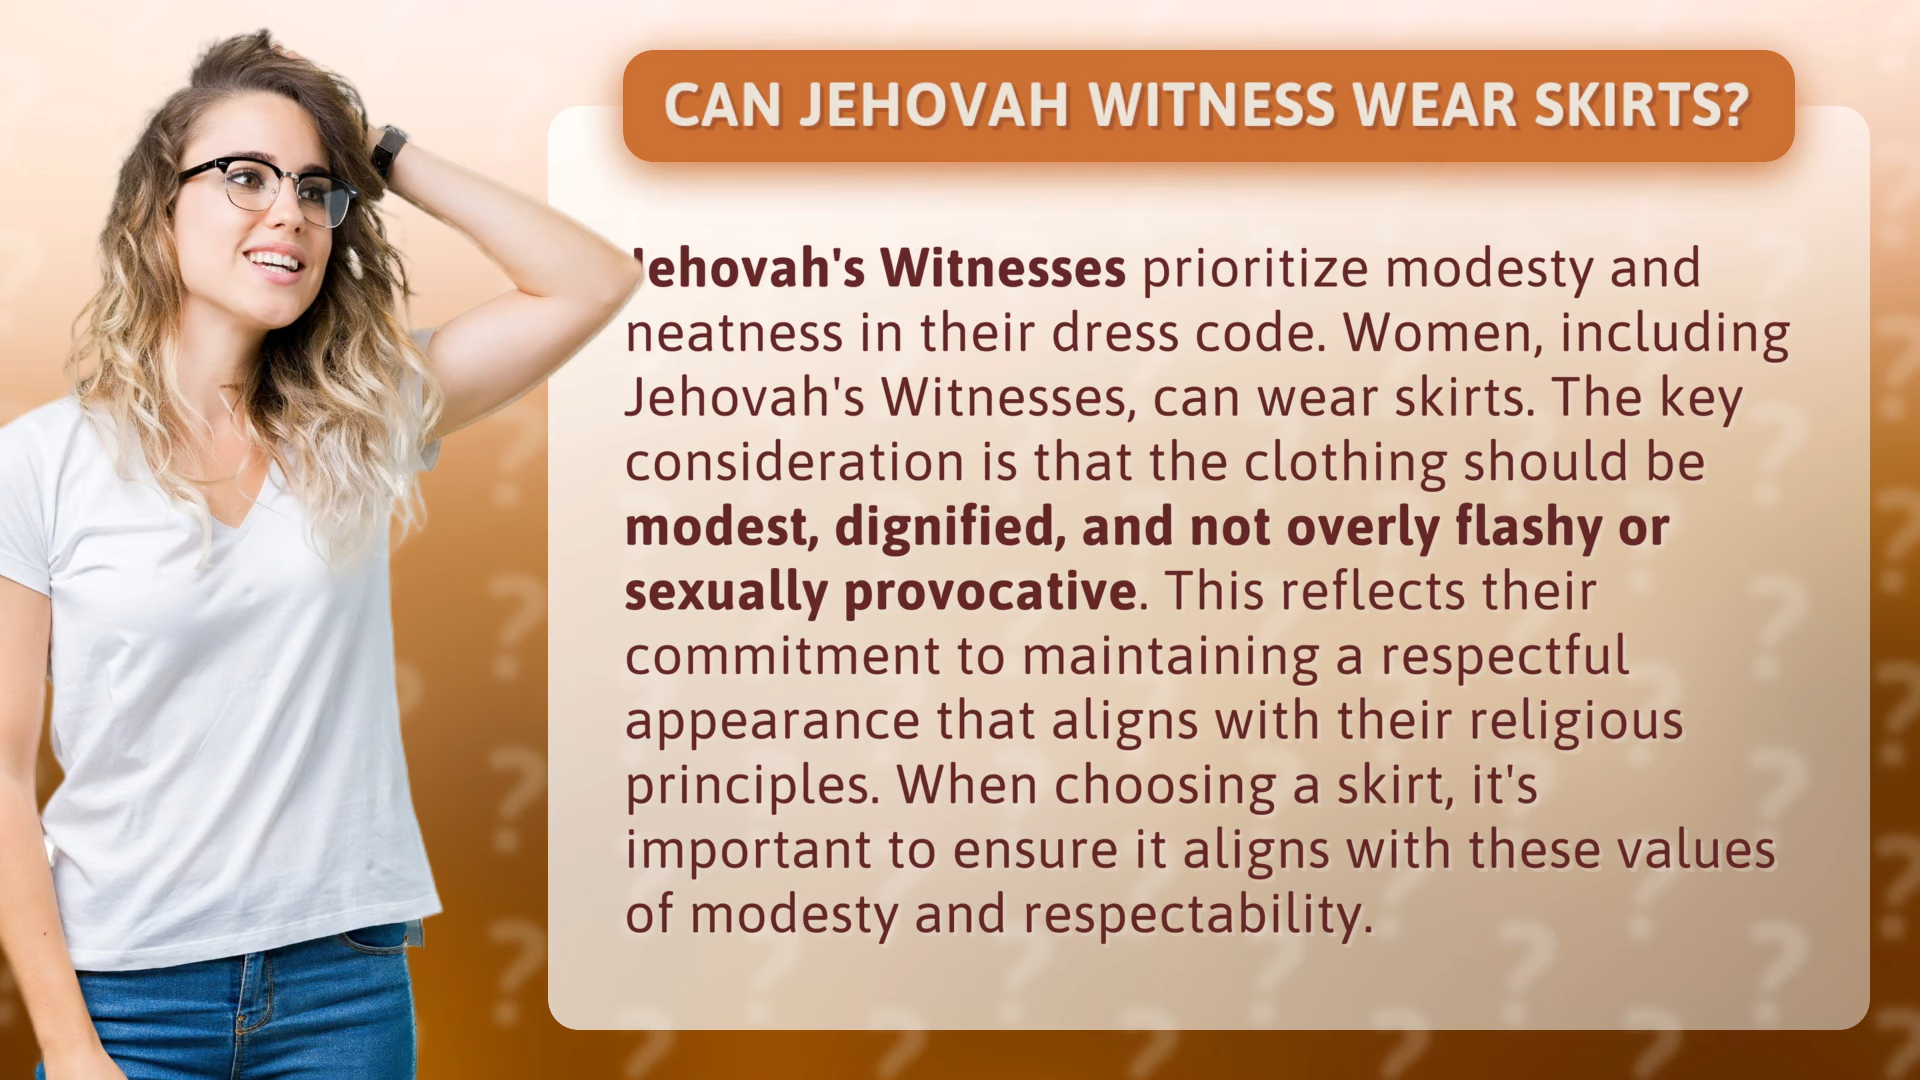 CAN JEHOVAH WITNESS WEAR SKIRTS?
Jehovah's Witnesses prioritize modesty and
neatness in their dress code. Women, including
Jehovah's Witnesses, can wear skirts. The key
consideration is that the clothing should be
modest, dignified, and not overly flashy or
sexually provocative. This reflects their
commitment to maintaining a respectful
appearance that aligns with their religious
principles. When choosing a skirt, it's
important to ensure it aligns with these values
of modesty and respectability.